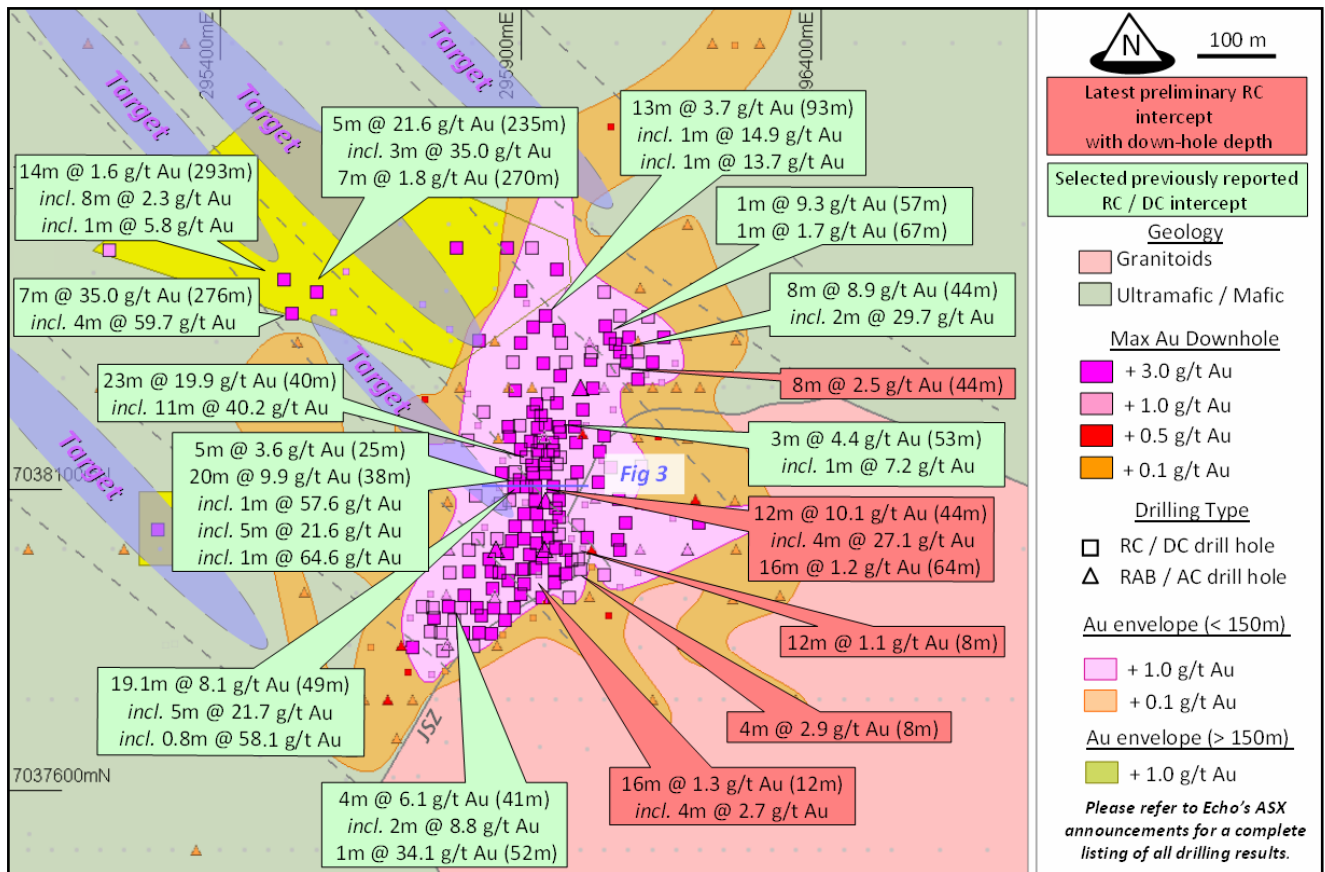 295400mE
295900mE
96400mE
Target
Target
Target
14m @ 1.6 g/t Au (293m)
incl. 8m @ 2.3 g/t Au
incl. 1m @ 5.8 g/t Au
5m @ 21.6 g/t Au (235m)
incl. 3m @ 35.0 g/t Au
7m @ 1.8 g/t Au (270m)
13m @ 3.7 g/t Au (93m)
incl. 1m @ 14.9 g/t Au
incl. 1m @ 13.7 g/t Au
1m @ 9.3 g/t Au (57m)
1m @ 1.7 g/t Au (67m)
7m @ 35.0 g/t Au (276m)
incl. 4m @ 59.7 g/t Au
8m @ 8.9 g/t Au (44m)
incl. 2m @ 29.7 g/t Au
Target
23m @ 19.9 g/t Au (40m)
incl. 11m @ 40.2 g/t Au
8m @ 2.5 g/t Au (44m)
Target
5m @ 3.6 g/t Au (25m)
20m @ 9.9 g/t Au (38m)
incl. 1m @ 57.6 g/t Au
incl. 5m @ 21.6 g/t Au
incl. 1m @ 64.6 g/t Au
3m @ 4.4 g/t Au (53m)
incl. 1m @ 7.2 g/t Au
7038100mN
Fig 3
12m @ 10.1 g/t Au (44m)
incl. 4m @ 27.1 g/t Au
16m @ 1.2 g/t Au (64m)
12m @ 1.1 g/t Au (8m)
19.1m @ 8.1 g/t Au (49m)
incl. 5m @ 21.7 g/t Au
incl. 0.8m @ 58.1 g/t Au
JSZ
4m @ 2.9 g/t Au (8m)
7037600mN
4m @ 6.1 g/t Au (41m)
incl. 2m @ 8.8 g/t Au
1m @ 34.1 g/t Au (52m)
16m @ 1.3 g/t Au (12m)
incl. 4m @ 2.7 g/t Au
N
100 m
Latest preliminary RC
intercept
with down-hole depth
Selected previously reported
RC / DC intercept
Geology
Granitoids
Ultramafic / Mafic
Max Au Downhole
+ 3.0 g/t Au
+ 1.0 g/t Au
+ 0.5 g/t Au
+ 0.1 g/t Au
Drilling Type
RC / DC drill hole
RAB / AC drill hole
Au envelope (< 150m)
+ 1.0 g/t Au
+ 0.1 g/t Au
Au envelope (> 150m)
+ 1.0 g/t Au
Please refer to Echo's ASX
announcements for a complete
listing of all drilling results.